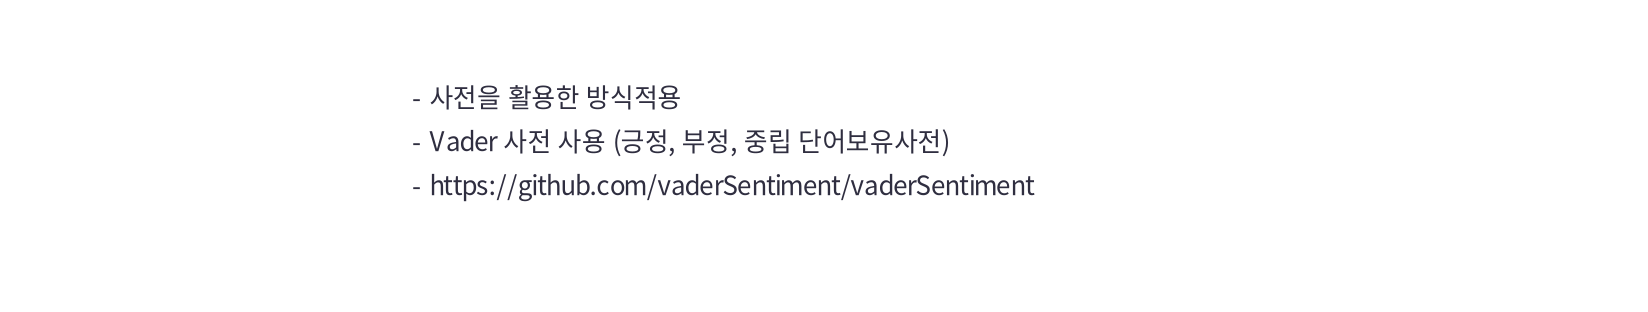 - 사전을 활용한 방식적용
- Vader 사전 사용 (긍정, 부정, 중립 단어보유사전)
- https://github.com/vaderSentiment/vaderSentiment